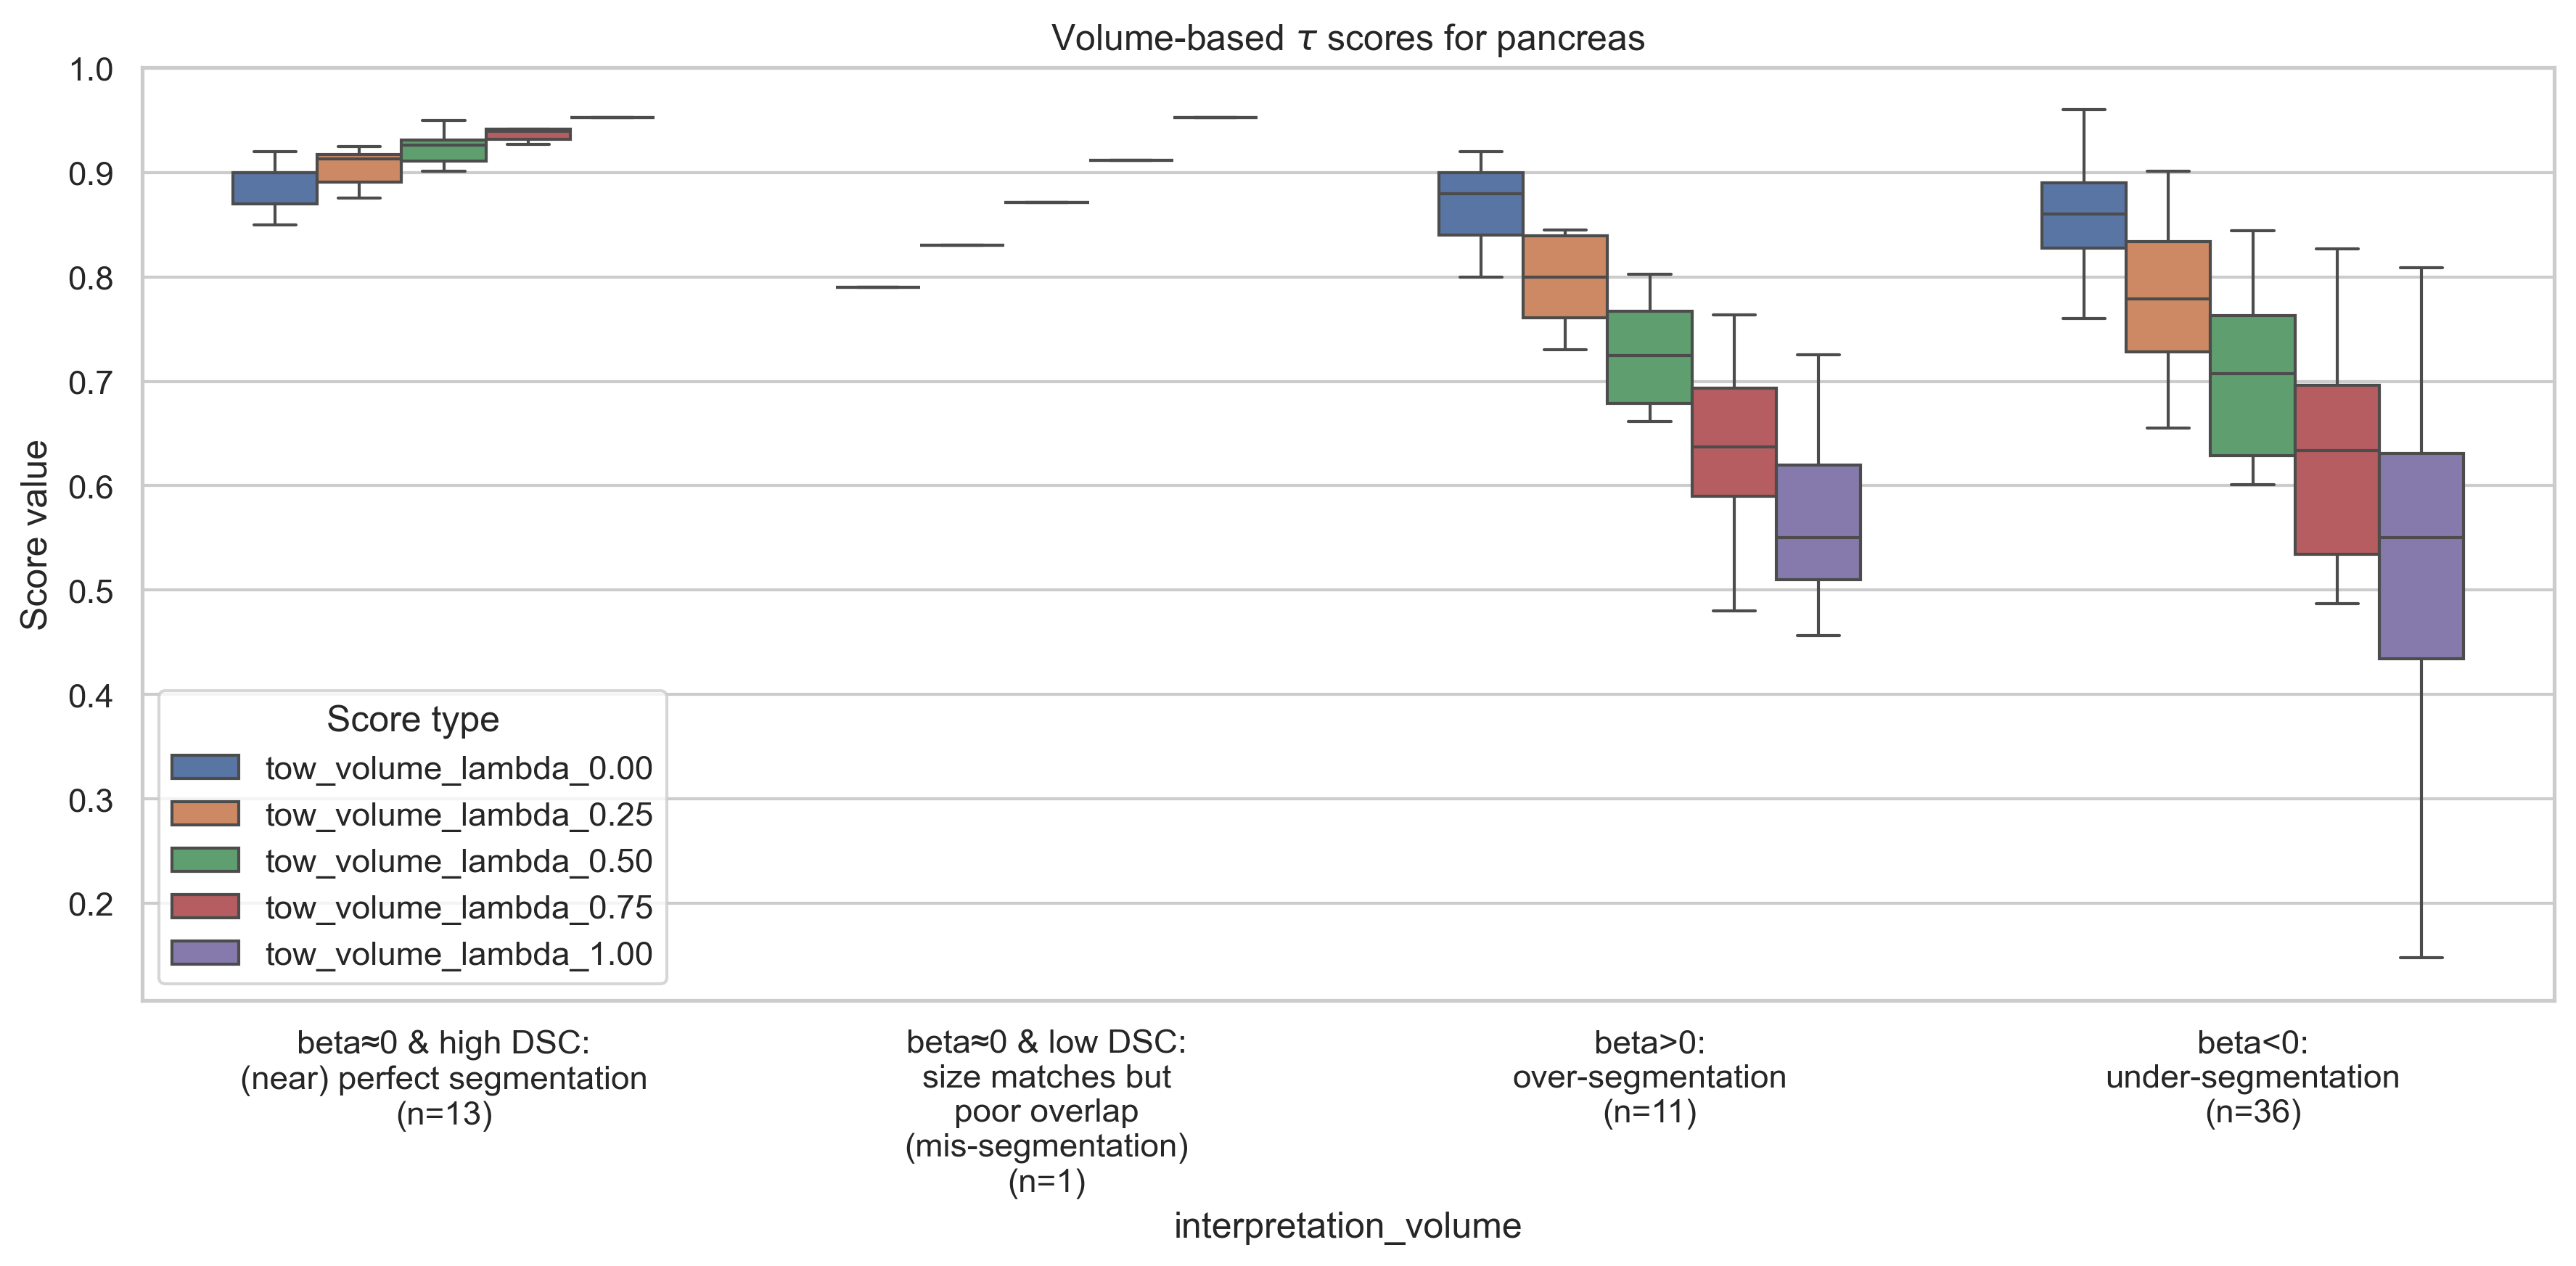 Volume-based τ scores for pancreas
1.0
0.9
0.8
0.7
0.6
0.5
0.4
0.3
0.2
Score value
Score type
tow_volume_lambda_0.00
tow_volume_lambda_0.25
tow_volume_lambda_0.50
tow_volume_lambda_0.75
tow_volume_lambda_1.00
beta≈0 & high DSC:
(near) perfect segmentation
(n=13)
beta≈0 & low DSC:
size matches but
poor overlap
(mis-segmentation)
(n=1)
beta>0:
over-segmentation
(n=11)
beta<0:
under-segmentation
(n=36)
interpretation_volume